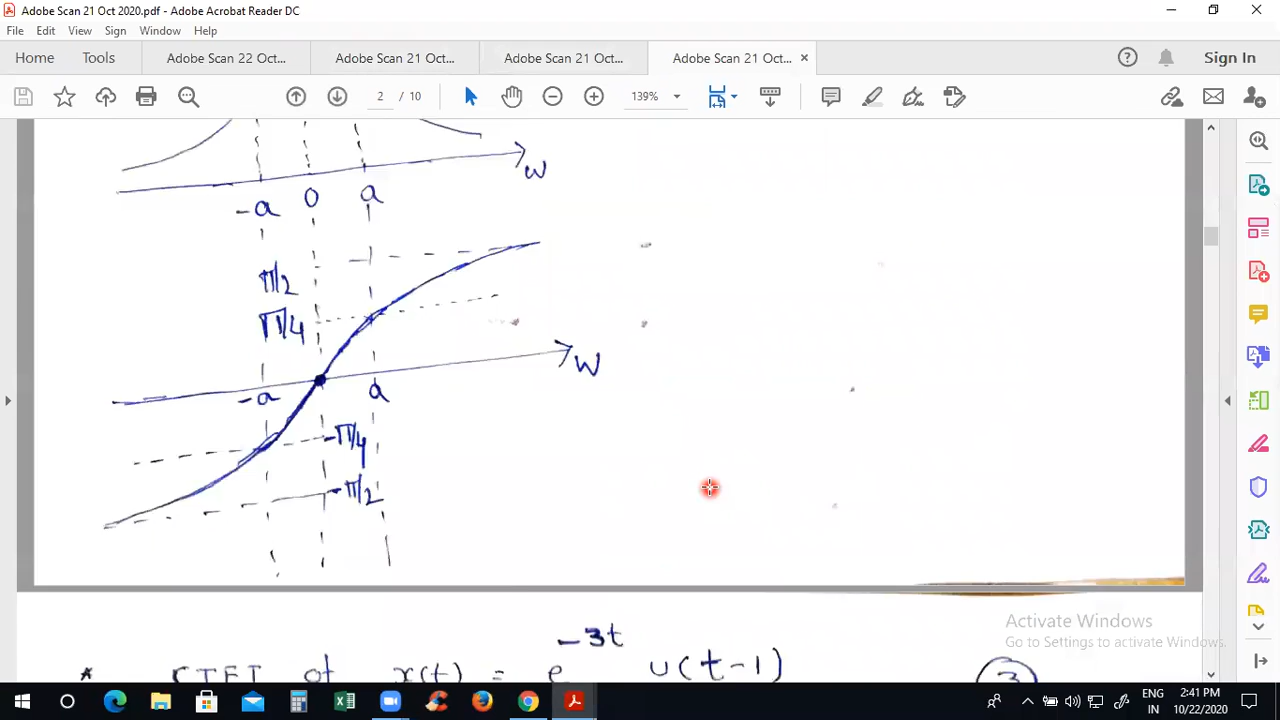 Adobe Scan 21 Oct 2020.pdf - Adobe Acrobat Reader DC
File Edit View Sign Window Help
Home Tools Adobe Scan 22 Oct... Adobe Scan 21 Oct... Adobe Scan 21 Oct... Adobe Scan 21 Oct... × Sign In
2 / 10 139%
w
-a 0 a
π/2
π/4
w
-a a
-π/4
-π/2
Activate Windows
Go to Settings to activate Windows.
-3t
* CTFT of x(t) = e u(t-1) 3
ENG 2:41 PM
IN 10/22/2020